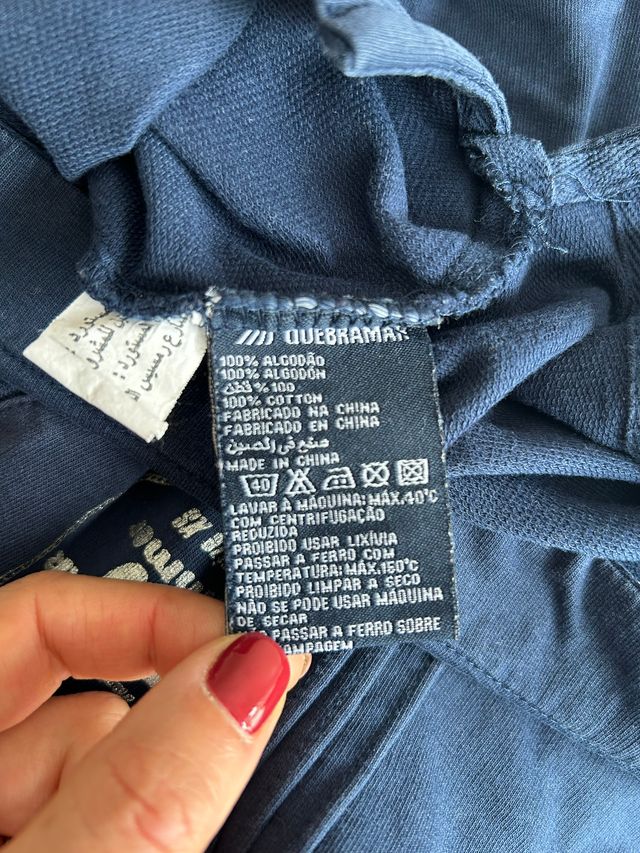 QUEBRAMAR
100% ALGODÃO
100% ALGODÓN
100 % قطن
100% COTTON
FABRICADO NA CHINA
FABRICADO EN CHINA
صنع في الصين
MADE IN CHINA
40
LAVAR À MÁQUINA: MÁX.40°C
COM CENTRIFUGAÇÃO
REDUZIDA
PROIBIDO USAR LIXÍVIA
PASSAR A FERRO COM
TEMPERATURA: MÁX.150°C
PROIBIDO LIMPAR A SECO
NÃO SE PODE USAR MÁQUINA
DE SECAR
PASSAR A FERRO SOBRE